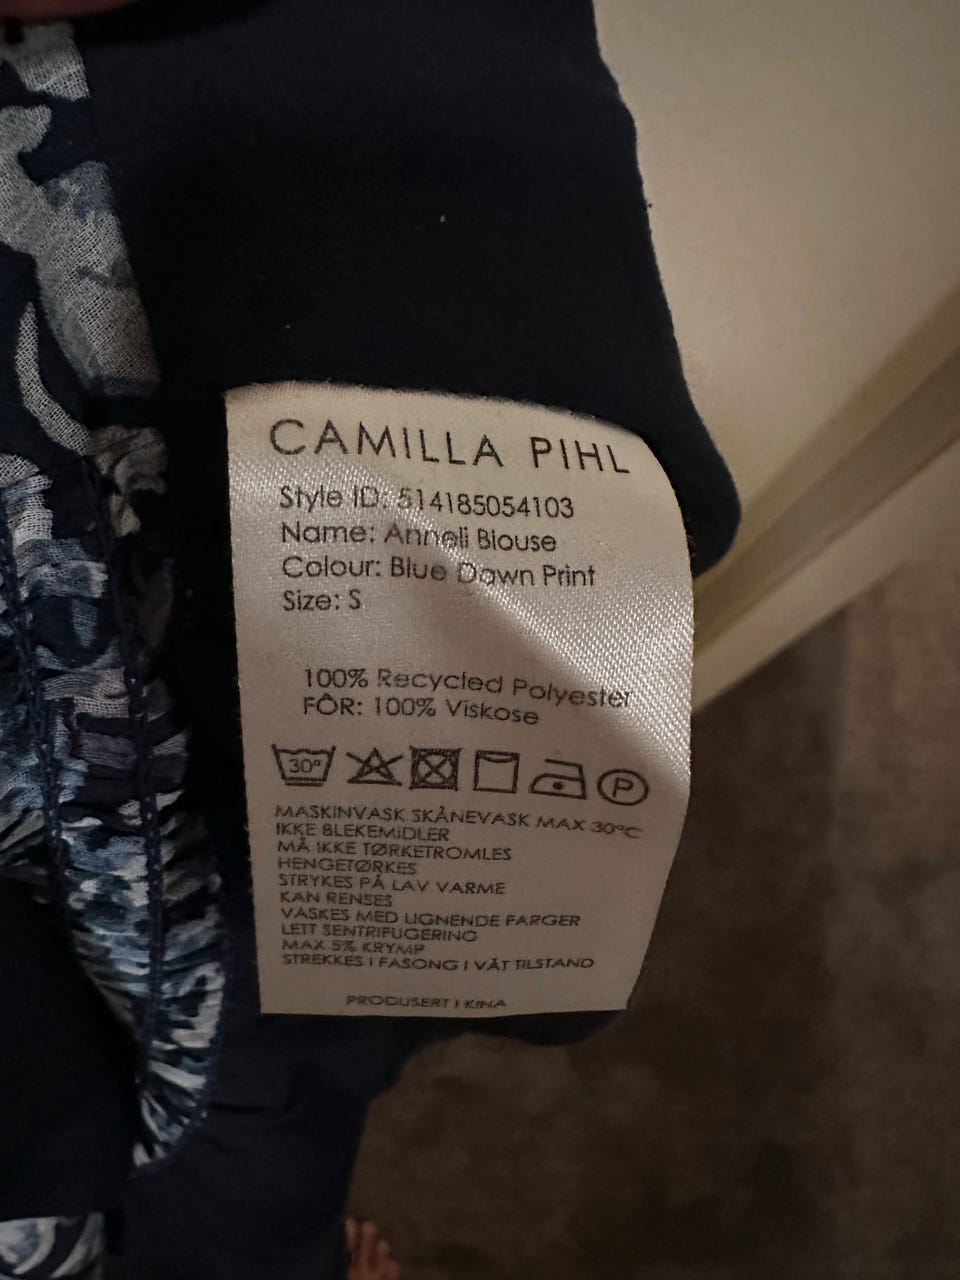 CAMILLA PIHL
Style ID: 514185054103
Name: Anneli Blouse
Colour: Blue Dawn Print
Size: S
100% Recycled Polyester
FÔR: 100% Viskose
30°
P
MASKINVASK SKÅNEVASK MAX 30°C
IKKE BLEKEMIDLER
MÅ IKKE TØRKETROMLES
HENGETØRKES
STRYKES PÅ LAV VARME
KAN RENSES
VASKES MED LIGNENDE FARGER
LETT SENTRIFUGERING
MAX 5% KRYMP
STREKKES I FASONG I VÅT TILSTAND
PRODUSERT I KINA